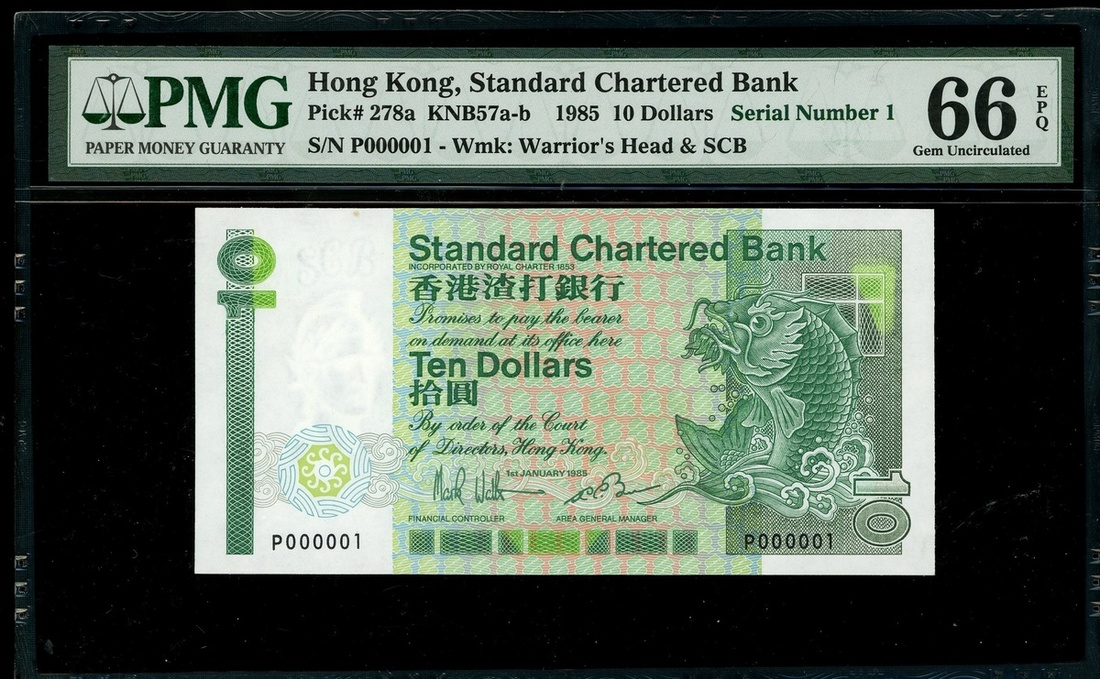 PMG
PAPER MONEY GUARANTY
Hong Kong, Standard Chartered Bank
Pick# 278a KNB57a-b 1985 10 Dollars Serial Number 1
S/N P000001 - Wmk: Warrior's Head & SCB
66
EPQ
Gem Uncirculated
10
Standard Chartered Bank
INCORPORATED BY ROYAL CHARTER 1853
香港渣打銀行
Promises to pay the bearer
on demand at its office here
Ten Dollars
拾圓
By order of the Court
of Directors, Hong Kong.
1st JANUARY 1985
FINANCIAL CONTROLLER
AREA GENERAL MANAGER
P000001
P000001
10